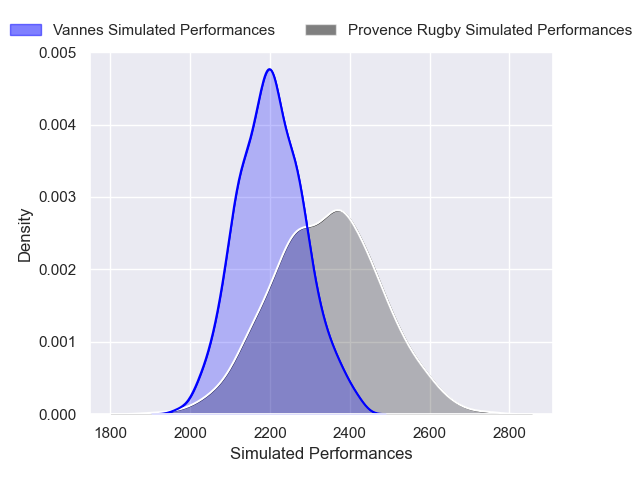 Vannes Simulated Performances Provence Rugby Simulated Performances
0.005
0.004
0.003
0.002
0.001
0.000
Density
1800 2000 2200 2400 2600 2800
Simulated Performances